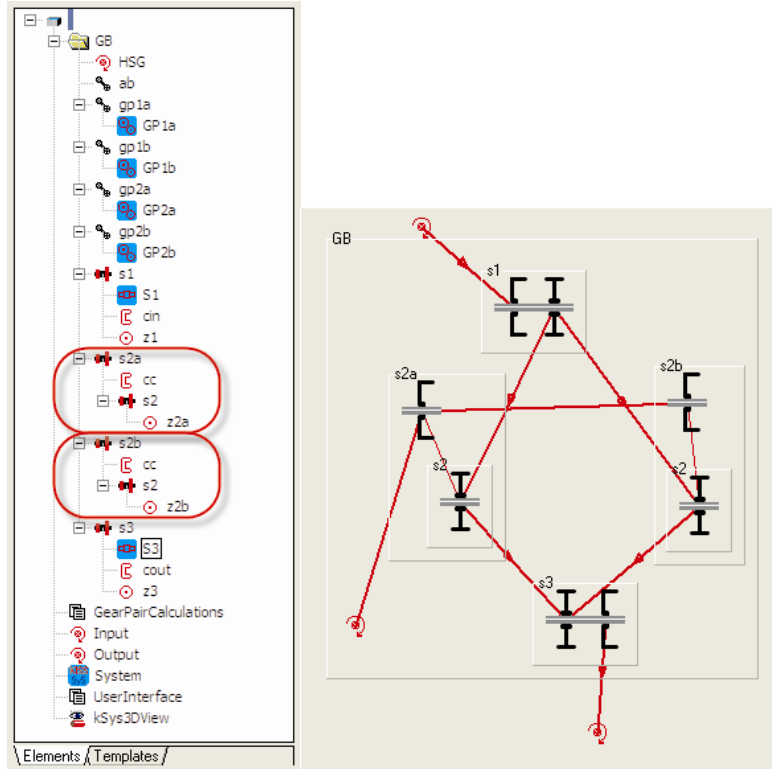 GB
HSG
ab
gp1a
GP1a
gp1b
GP1b
gp2a
GP2a
gp2b
GP2b
s1
S1
cin
z1
s2a
cc
s2
z2a
s2b
cc
s2
z2b
s3
S3
cout
z3
GearPairCalculations
Input
Output
System
UserInterface
kSys3DView
Elements Templates
GB
s1
s2a
s2b
s2
s2
s3